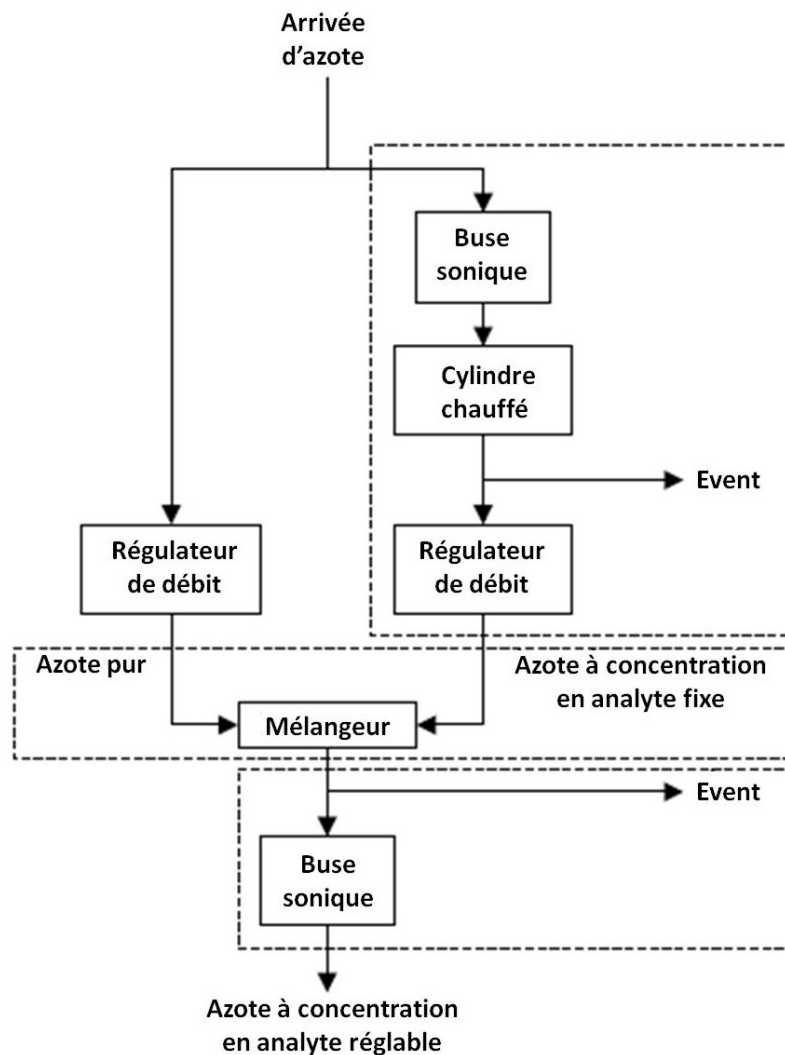 Arrivée
d’azote
Buse
sonique
Cylindre
chauffé
Event
Régulateur
de débit
Régulateur
de débit
Azote pur
Azote à concentration
en analyte fixe
Mélangeur
Event
Buse
sonique
Azote à concentration
en analyte réglable